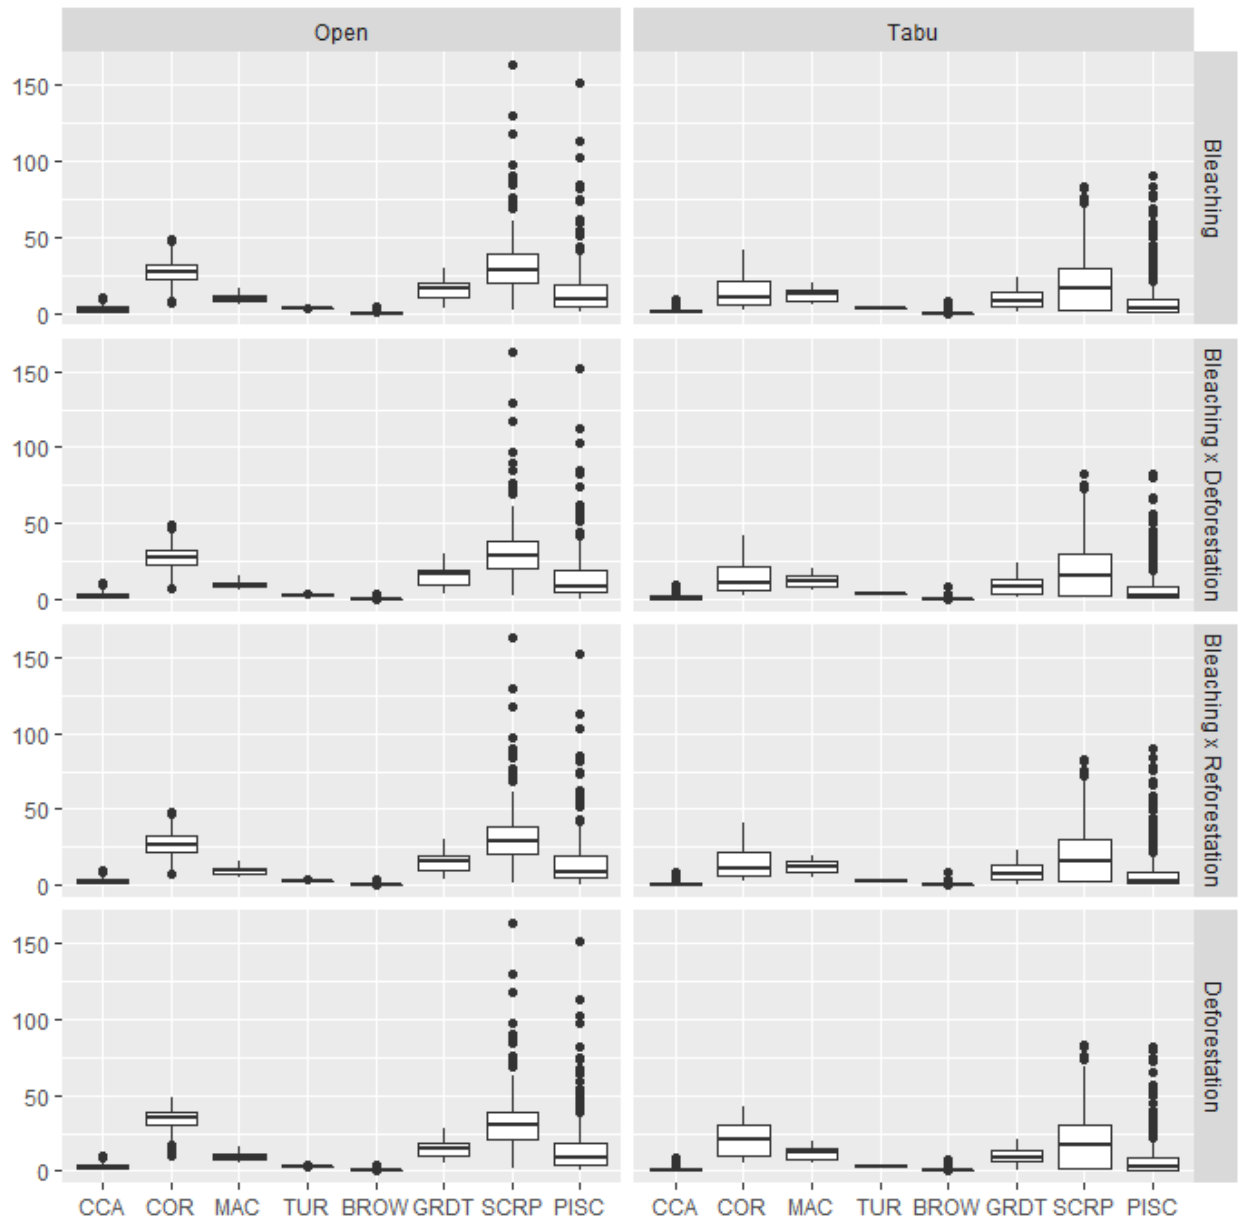 Open
Tabu
150
100
50
0
Bleaching
150
100
50
0
Bleaching x Deforestation
150
100
50
0
Bleaching x Reforestation
150
100
50
0
Deforestation
CCA COR MAC TUR BROW GRDT SCRP PISC
CCA COR MAC TUR BROW GRDT SCRP PISC